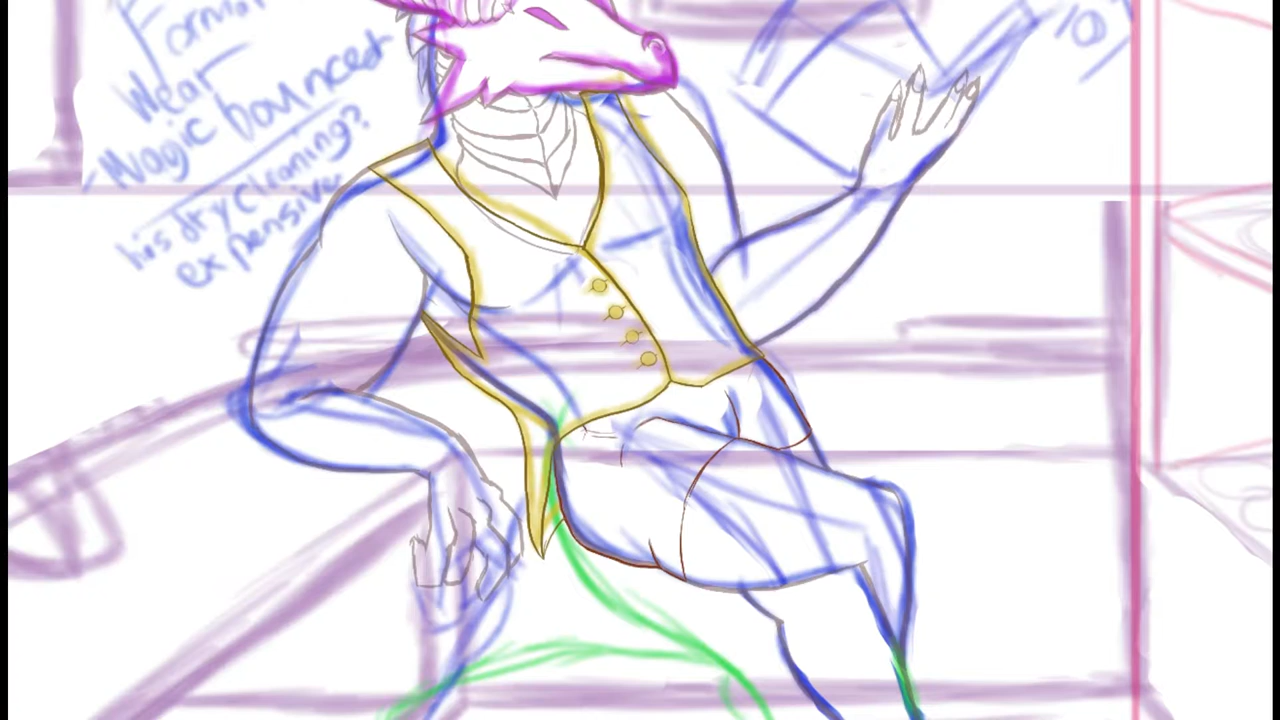 Formal
Wear
-Magic bounced
his dry cleaning?
expensive